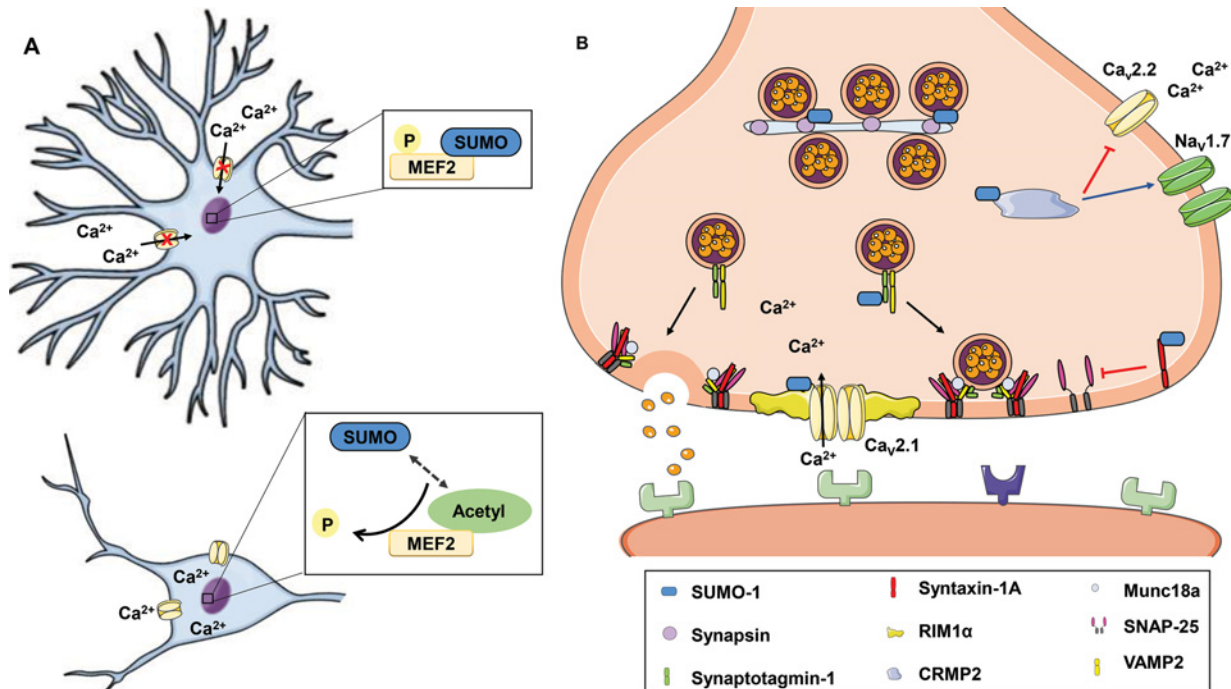 A
Ca²⁺
Ca²⁺
P
SUMO
MEF2
Ca²⁺
Ca²⁺
SUMO
Acetyl
P
MEF2
Ca²⁺
Ca²⁺
Ca²⁺
B
Caᵥ2.2
Ca²⁺
Ca²⁺
Naᵥ1.7
Ca²⁺
Ca²⁺
Caᵥ2.1
Ca²⁺
SUMO-1
Syntaxin-1A
Munc18a
Synapsin
RIM1α
SNAP-25
Synaptotagmin-1
CRMP2
VAMP2